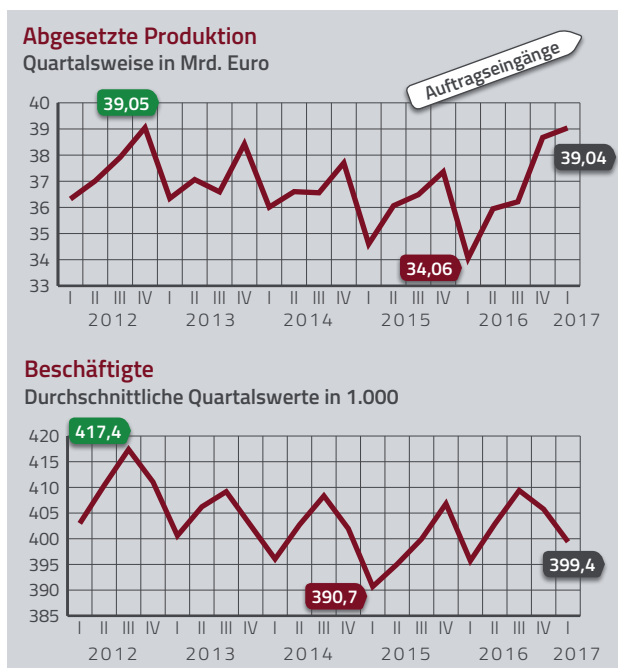 Abgesetzte Produktion
Quartalsweise in Mrd. Euro
Auftragseingänge
40
39
38
37
36
35
34
33
39,05
39,04
34,06
I II III IV I II III IV I II III IV I II III IV I II III IV I
2012 2013 2014 2015 2016 2017
Beschäftigte
Durchschnittliche Quartalswerte in 1.000
420
415
410
405
400
395
390
385
417,4
399,4
390,7
I II III IV I II III IV I II III IV I II III IV I II III IV I
2012 2013 2014 2015 2016 2017